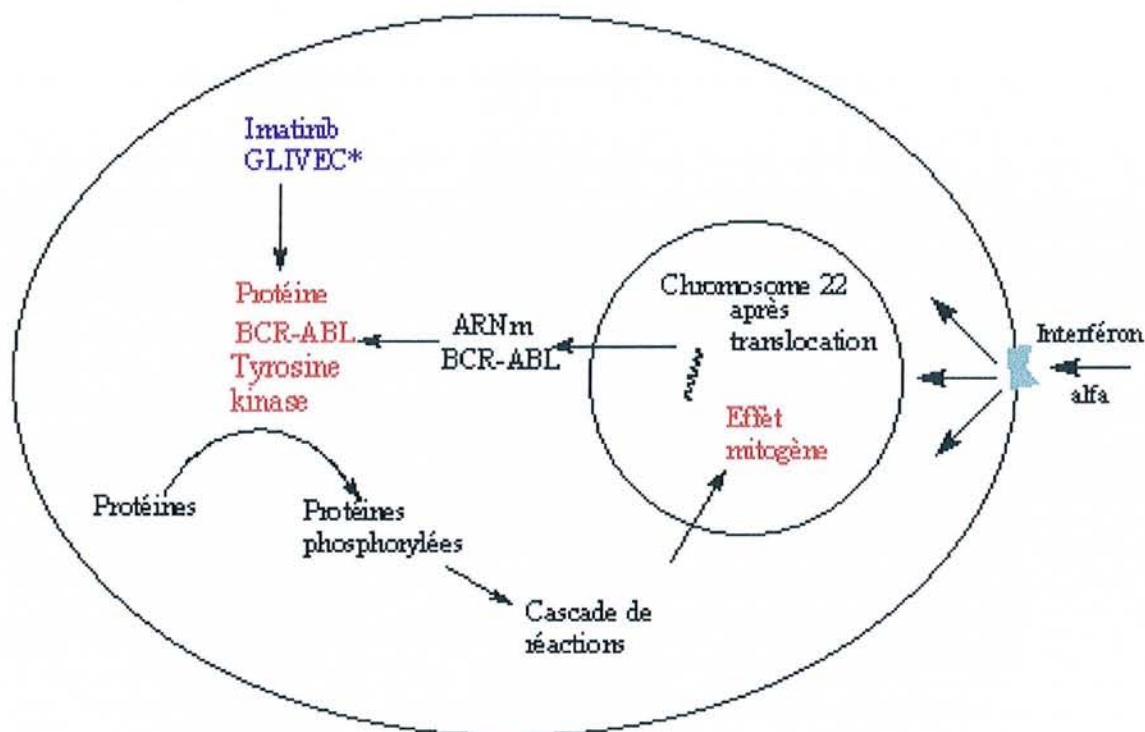 Imatinib
GLIVEC*
Protéine
BCR-ABL
Tyrosine
kinase
ARNm
BCR-ABL
Chromosome 22
après
translocation
Effet
mitogène
Interféron
alfa
Protéines
Protéines
phosphorylées
Cascade de
réactions